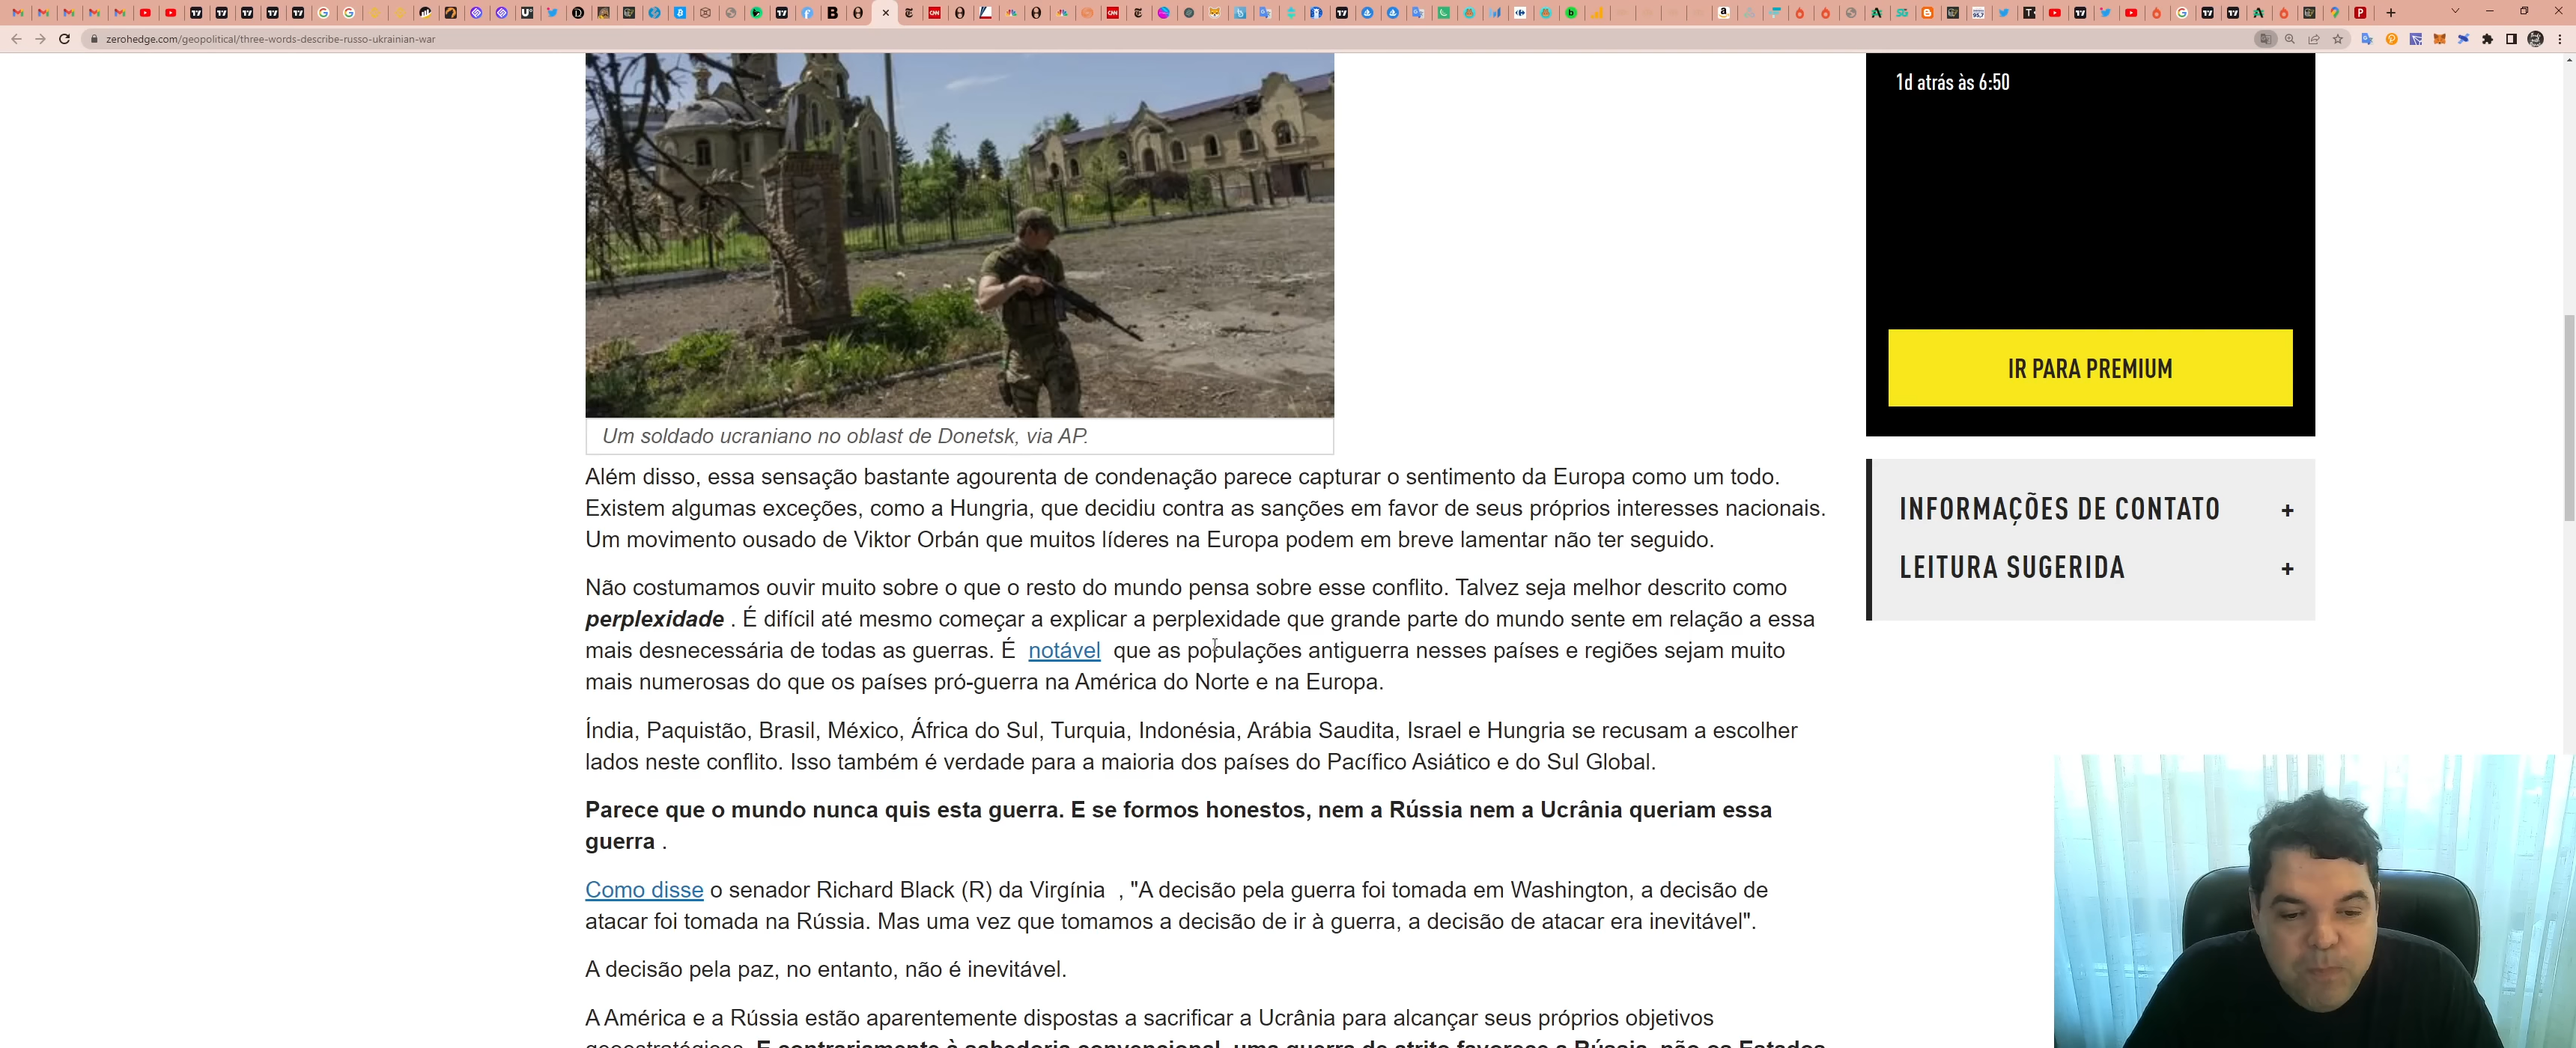 zerohedge.com/geopolitical/three-words-describe-russo-ukrainian-war
1d atrás às 6:50
IR PARA PREMIUM
Um soldado ucraniano no oblast de Donetsk, via AP.
INFORMAÇÕES DE CONTATO +
LEITURA SUGERIDA +
Além disso, essa sensação bastante agourenta de condenação parece capturar o sentimento da Europa como um todo.
Existem algumas exceções, como a Hungria, que decidiu contra as sanções em favor de seus próprios interesses nacionais.
Um movimento ousado de Viktor Orbán que muitos líderes na Europa podem em breve lamentar não ter seguido.
Não costumamos ouvir muito sobre o que o resto do mundo pensa sobre esse conflito. Talvez seja melhor descrito como
perplexidade . É difícil até mesmo começar a explicar a perplexidade que grande parte do mundo sente em relação a essa
mais desnecessária de todas as guerras. É notável que as populações antiguerra nesses países e regiões sejam muito
mais numerosas do que os países pró-guerra na América do Norte e na Europa.
Índia, Paquistão, Brasil, México, África do Sul, Turquia, Indonésia, Arábia Saudita, Israel e Hungria se recusam a escolher
lados neste conflito. Isso também é verdade para a maioria dos países do Pacífico Asiático e do Sul Global.
Parece que o mundo nunca quis esta guerra. E se formos honestos, nem a Rússia nem a Ucrânia queriam essa
guerra .
Como disse o senador Richard Black (R) da Virgínia , "A decisão pela guerra foi tomada em Washington, a decisão de
atacar foi tomada na Rússia. Mas uma vez que tomamos a decisão de ir à guerra, a decisão de atacar era inevitável".
A decisão pela paz, no entanto, não é inevitável.
A América e a Rússia estão aparentemente dispostas a sacrificar a Ucrânia para alcançar seus próprios objetivos
geoestratégicos. E contrariamente à sabedoria convencional, uma guerra de atrito favorece a Rússia, não os Estados